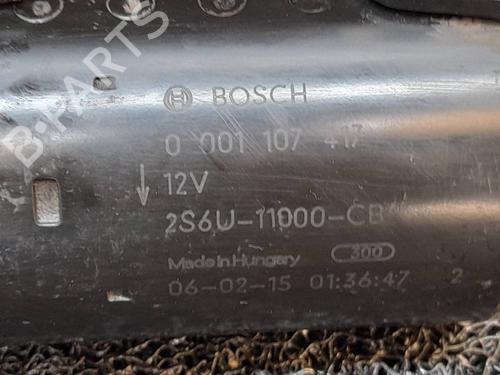 B-PARTS
BOSCH
0 001 107 417
12V
2S6U-11000-CB
Made in Hungary 300
06-02-15 01:36:47 2